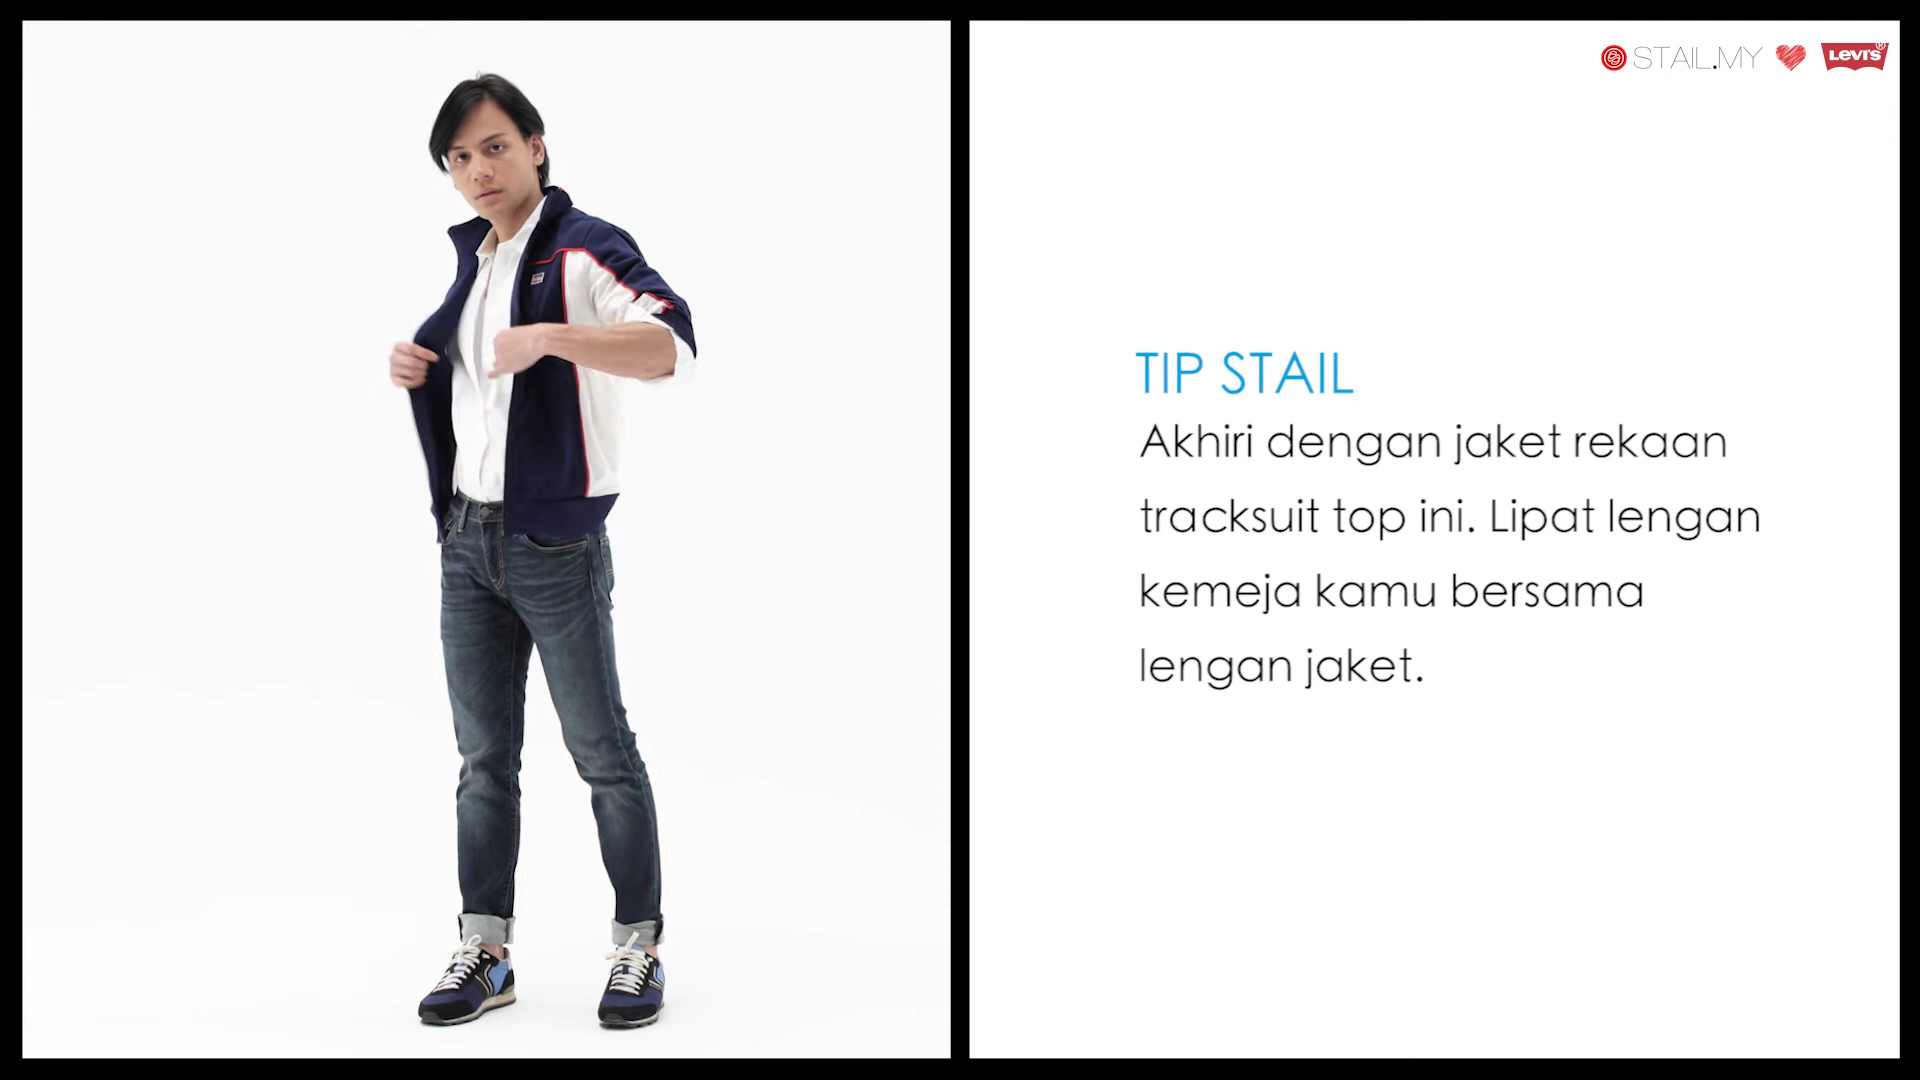 STAIL.MY
LEVI'S®
TIP STAIL
Akhiri dengan jaket rekaan
tracksuit top ini. Lipat lengan
kemeja kamu bersama
lengan jaket.